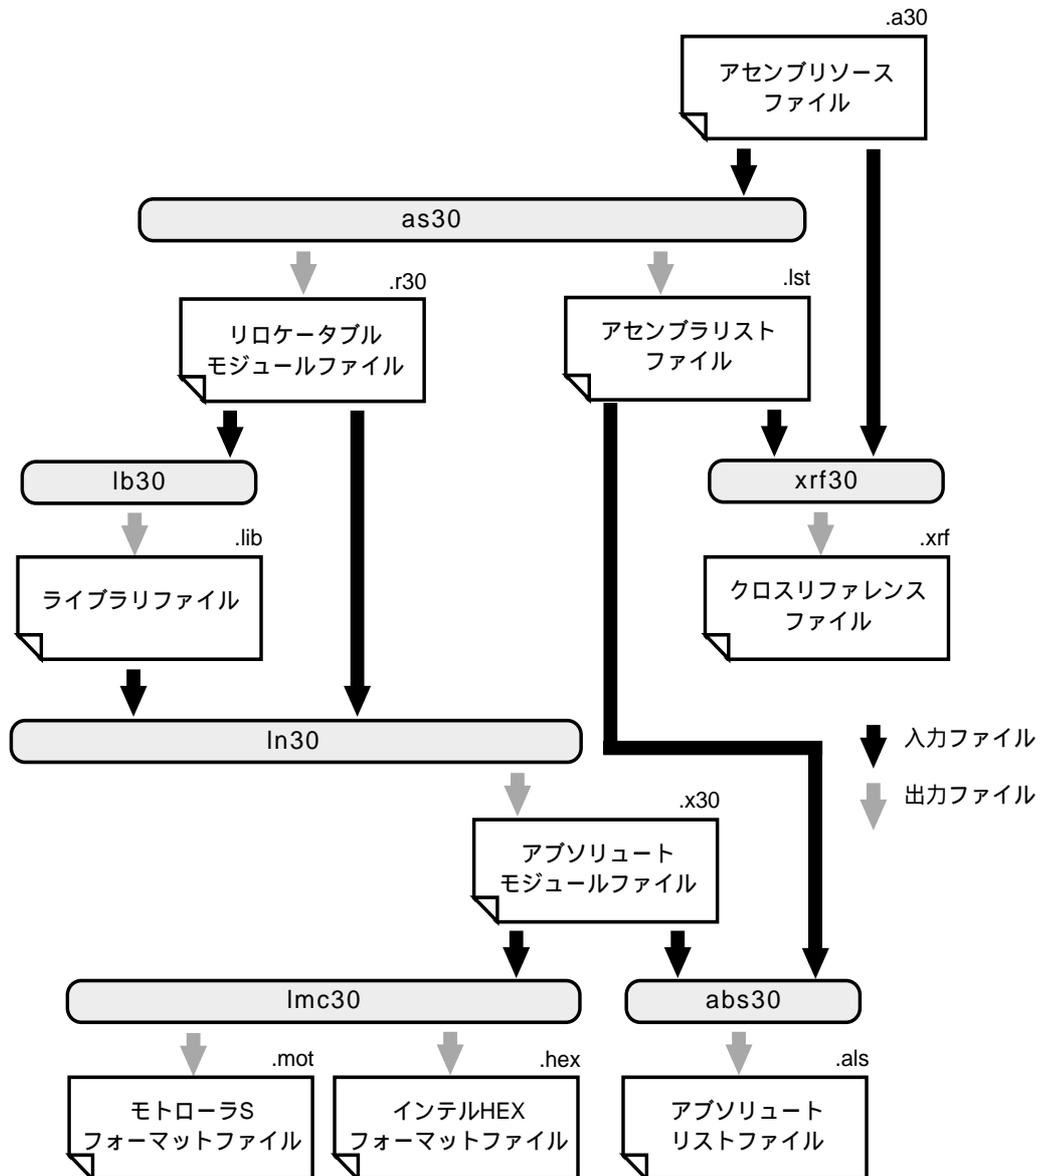 .a30
アセンブリソース
ファイル
as30
.r30
.lst
リロケータブル
モジュールファイル
アセンブラリスト
ファイル
lb30
xrf30
.lib
.xrf
ライブラリファイル
クロスリファレンス
ファイル
ln30
入力ファイル
出力ファイル
.x30
アブソリュート
モジュールファイル
lmc30
abs30
.mot
.hex
.als
モトローラS
フォーマットファイル
インテルHEX
フォーマットファイル
アブソリュート
リストファイル